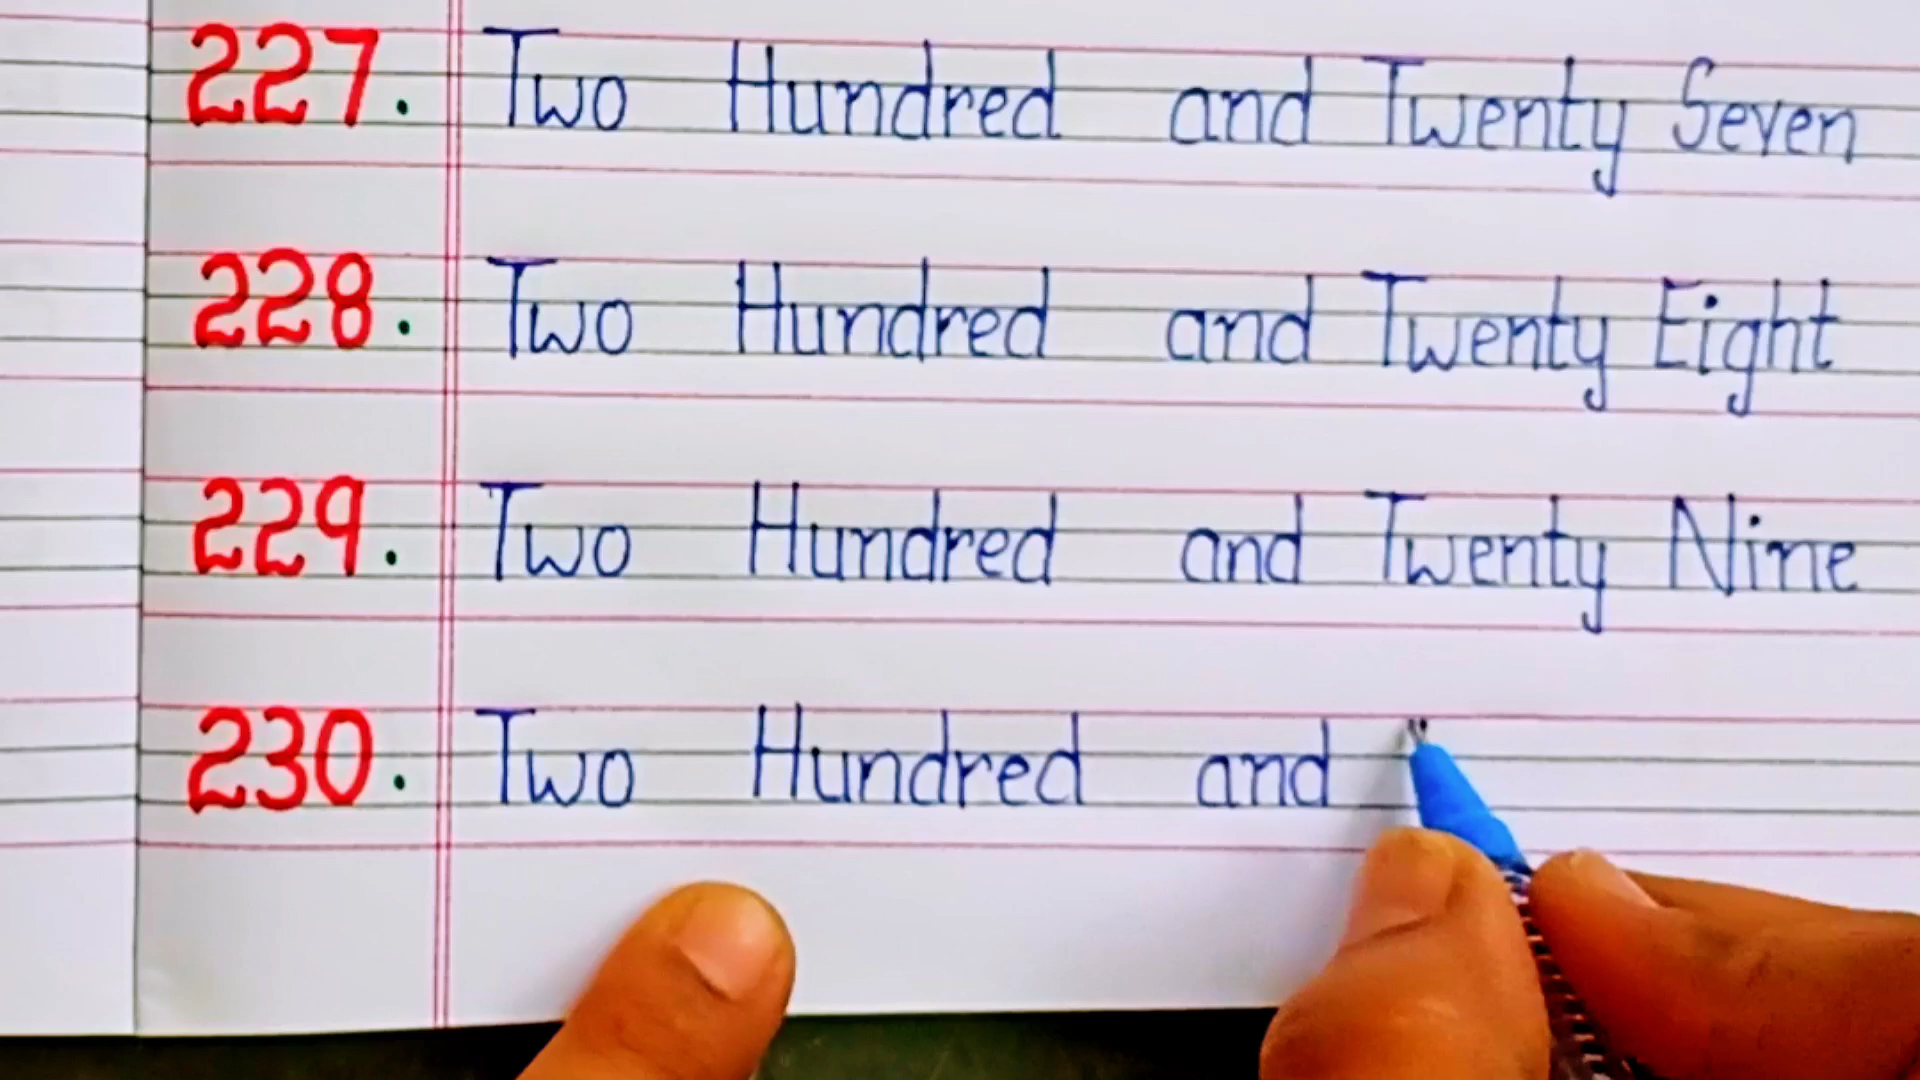 227. Two Hundred and Twenty Seven
228. Two Hundred and Twenty Eight
229. Two Hundred and Twenty Nine
230. Two Hundred and